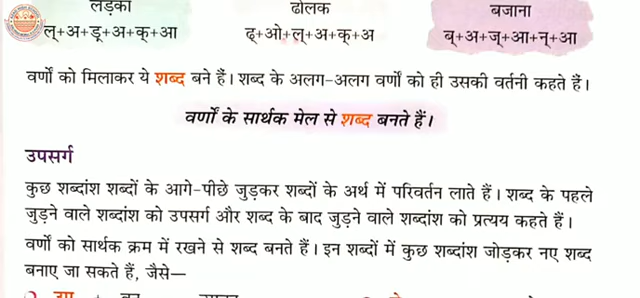 लड़का ढोलक बजाना
ल्+अ+ड़्+अ+क्+आ ढ्+ओ+ल्+अ+क्+अ ब्+अ+ज्+आ+न्+आ
वर्णों को मिलाकर ये शब्द बने हैं। शब्द के अलग-अलग वर्णों को ही उसकी वर्तनी कहते हैं।
वर्णों के सार्थक मेल से शब्द बनते हैं।
उपसर्ग
कुछ शब्दांश शब्दों के आगे-पीछे जुड़कर शब्दों के अर्थ में परिवर्तन लाते हैं। शब्द के पहले
जुड़ने वाले शब्दांश को उपसर्ग और शब्द के बाद जुड़ने वाले शब्दांश को प्रत्यय कहते हैं।
वर्णों को सार्थक क्रम में रखने से शब्द बनते हैं। इन शब्दों में कुछ शब्दांश जोड़कर नए शब्द
बनाए जा सकते हैं, जैसे—